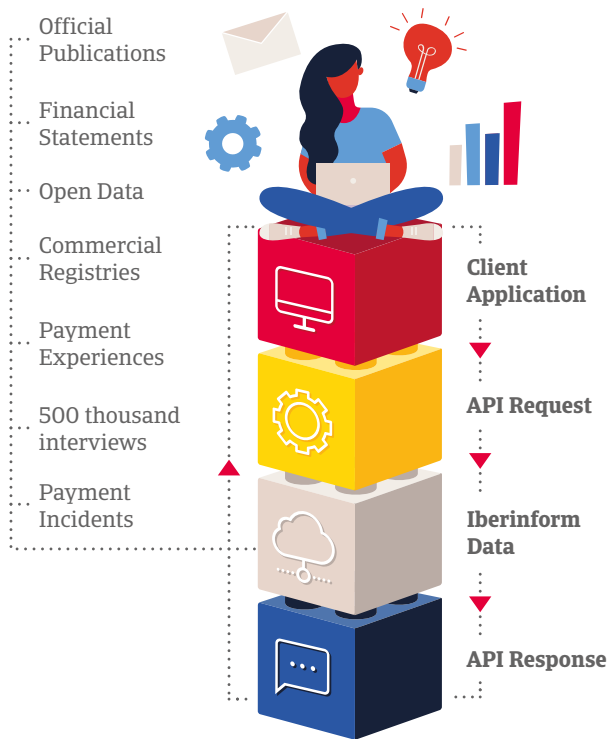 Official
Publications
Financial
Statements
Open Data
Commercial
Registries
Payment
Experiences
500 thousand
interviews
Payment
Incidents
Client
Application
API Request
Iberinform
Data
API Response